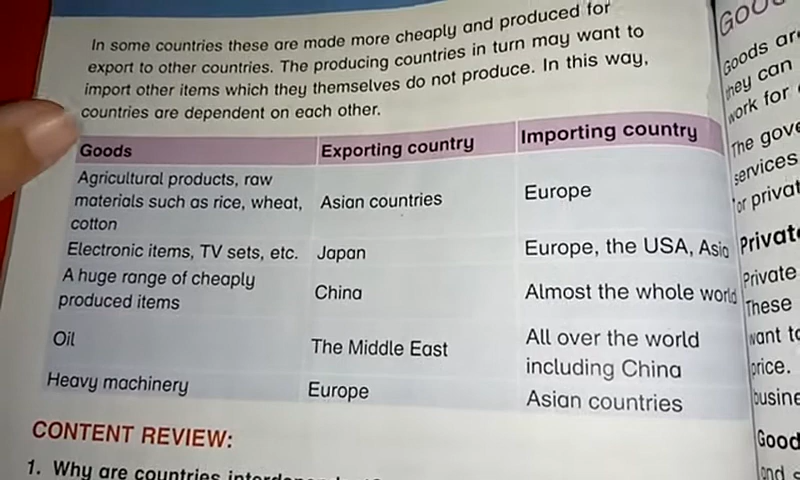 In some countries these are made more cheaply and produced for
export to other countries. The producing countries in turn may want to
import other items which they themselves do not produce. In this way,
countries are dependent on each other.
Goods Exporting country Importing country
Agricultural products, raw
materials such as rice, wheat,
cotton
Asian countries
Europe
Electronic items, TV sets, etc. Japan Europe, the USA, Asia
A huge range of cheaply
produced items
China
Almost the whole world
Oil
The Middle East
All over the world
including China
Heavy machinery Europe Asian countries
CONTENT REVIEW:
1. Why are countries
Goods
they can
work for
The gove
services
or privat
Private
Private
These
want to
price.
busine
Good
and s